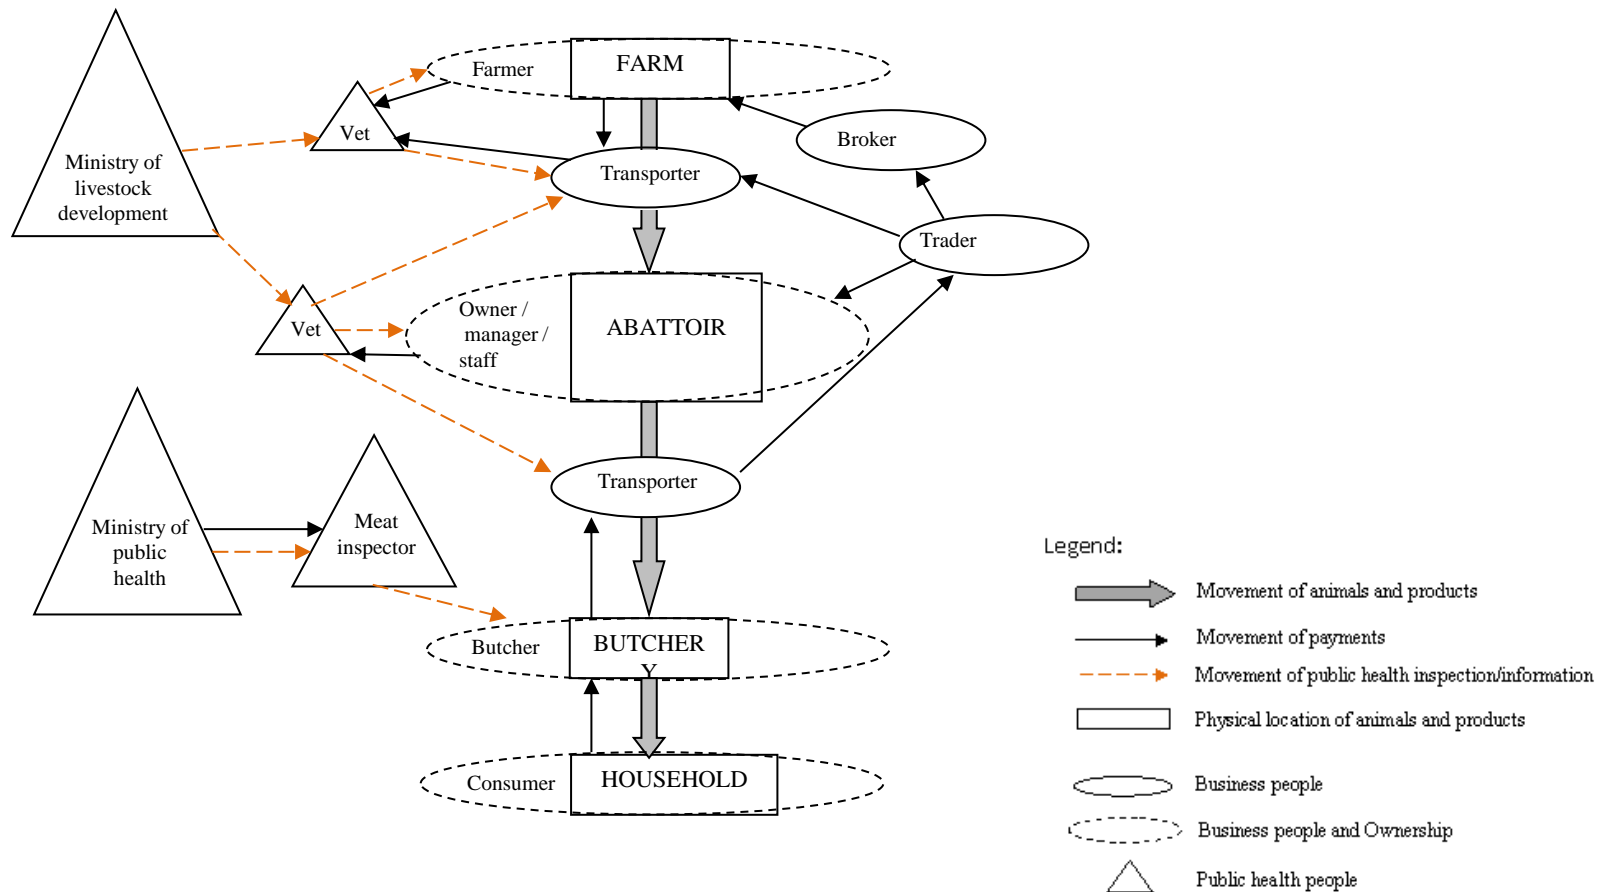 Farmer
FARM
Vet
Broker
Ministry of
livestock
development
Transporter
Trader
Owner /
manager /
staff
ABATTOIR
Vet
Transporter
Ministry of
public
health
Meat
inspector
Butcher
BUTCHER
Y
Consumer
HOUSEHOLD
Legend:
Movement of animals and products
Movement of payments
Movement of public health inspection/information
Physical location of animals and products
Business people
Business people and Ownership
Public health people